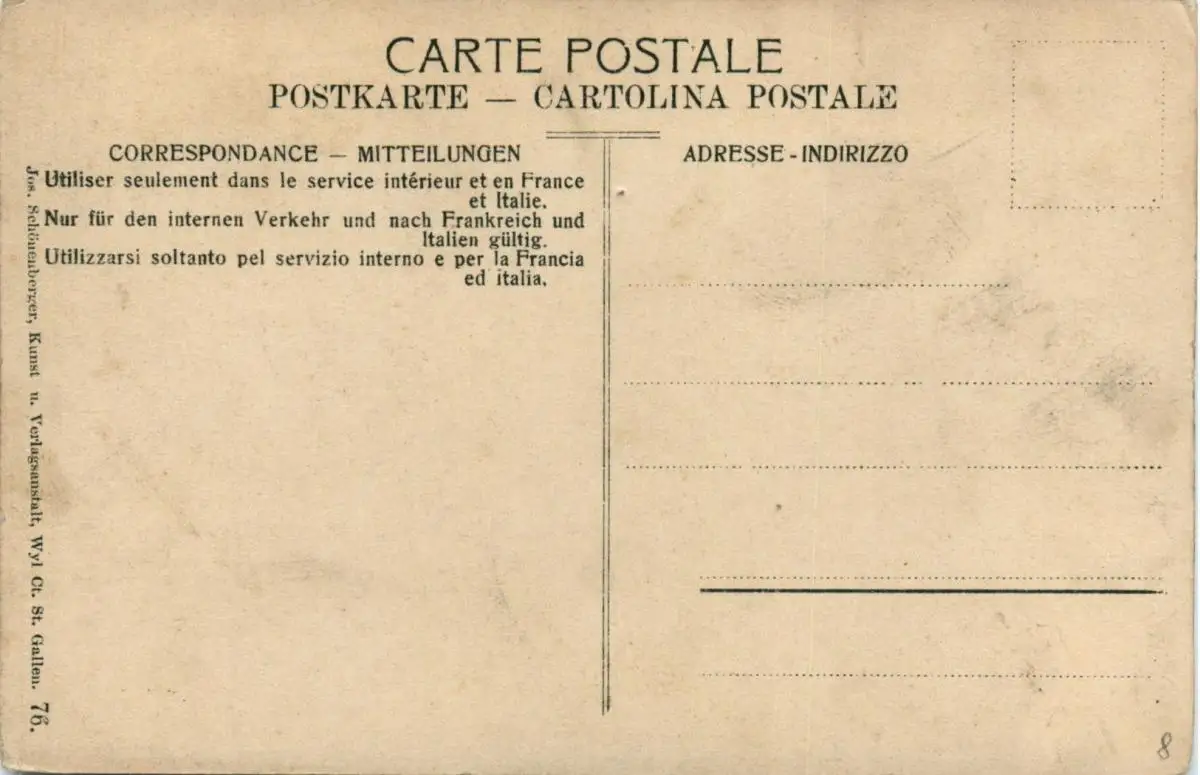 CARTE POSTALE
POSTKARTE — CARTOLINA POSTALE
CORRESPONDANCE — MITTEILUNGEN
Utiliser seulement dans le service intérieur et en France
et Italie.
Nur für den internen Verkehr und nach Frankreich und
Italien gültig.
Utilizzarsi soltanto pel servizio interno e per la Francia
ed italia.
ADRESSE - INDIRIZZO
Jos. Schönenberger, Kunst u. Verlagsanstalt, Wyl Ct. St. Gallen. 76.
8